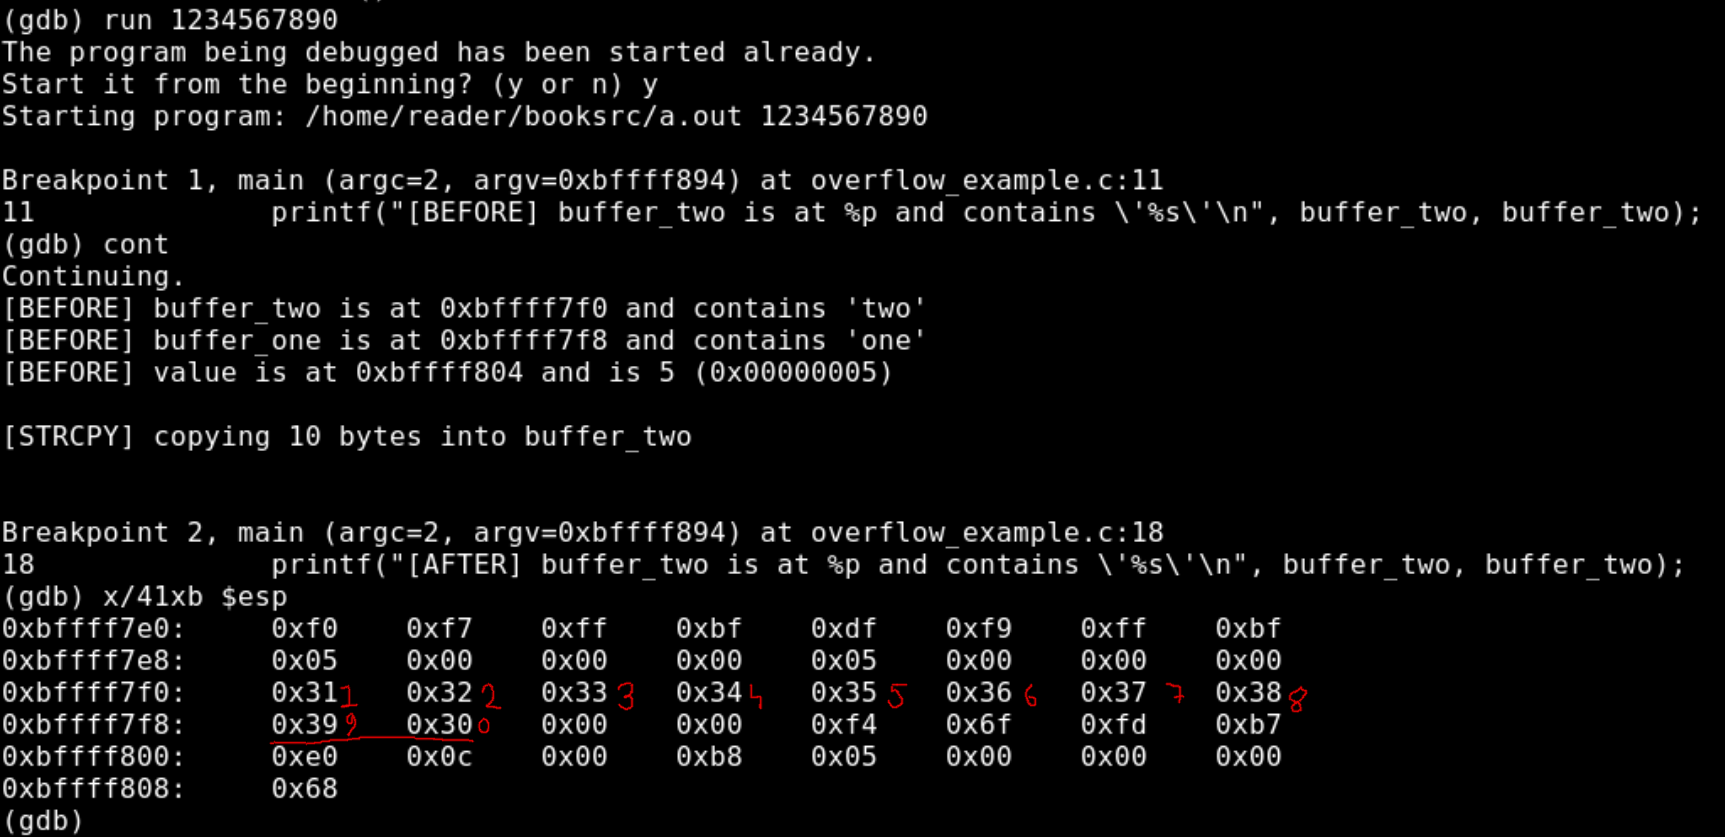 (gdb) run 1234567890
The program being debugged has been started already.
Start it from the beginning? (y or n) y
Starting program: /home/reader/booksrc/a.out 1234567890
Breakpoint 1, main (argc=2, argv=0xbffff894) at overflow_example.c:11
11              printf("[BEFORE] buffer_two is at %p and contains \'%s\'\n", buffer_two, buffer_two);
(gdb) cont
Continuing.
[BEFORE] buffer_two is at 0xbffff7f0 and contains 'two'
[BEFORE] buffer_one is at 0xbffff7f8 and contains 'one'
[BEFORE] value is at 0xbffff804 and is 5 (0x00000005)
[STRCPY] copying 10 bytes into buffer_two
Breakpoint 2, main (argc=2, argv=0xbffff894) at overflow_example.c:18
18              printf("[AFTER] buffer_two is at %p and contains \'%s\'\n", buffer_two, buffer_two);
(gdb) x/41xb $esp
0xbffff7e0:     0xf0    0xf7    0xff    0xbf    0xdf    0xf9    0xff    0xbf
0xbffff7e8:     0x05    0x00    0x00    0x00    0x05    0x00    0x00    0x00
0xbffff7f0:     0x31 1  0x32 2  0x33 3  0x34 4  0x35 5  0x36 6  0x37 7  0x38 8
0xbffff7f8:     0x39 9  0x30 0  0x00    0x00    0xf4    0x6f    0xfd    0xb7
0xbffff800:     0xe0    0x0c    0x00    0xb8    0x05    0x00    0x00    0x00
0xbffff808:     0x68
(gdb)